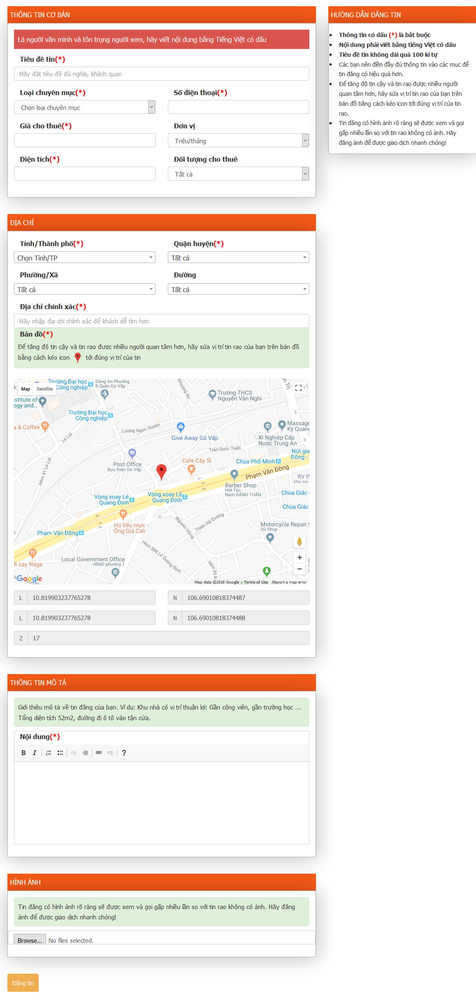 THÔNG TIN CƠ BẢN
Là người văn minh và tôn trọng người xem, hãy viết nội dung bằng Tiếng Việt có dấu
Tiêu đề tin(*)
Hãy đặt tiêu đề đủ nghĩa, khách quan
Loại chuyên mục(*)
Số điện thoại(*)
Chọn loại chuyên mục
Giá cho thuê(*)
Đơn vị
Triệu/tháng
Diện tích(*)
Đối tượng cho thuê
Tất cả
HƯỚNG DẪN ĐĂNG TIN
Thông tin có dấu (*) là bắt buộc
Nội dung phải viết bằng tiếng Việt có dấu
Tiêu đề tin không dài quá 100 kí tự
Các bạn nên điền đầy đủ thông tin vào các mục để
tin đăng có hiệu quả hơn.
Để tăng độ tin cậy và tin rao được nhiều người
quan tâm hơn, hãy sửa vị trí tin rao của bạn trên
bản đồ bằng cách kéo icon tới đúng vị trí của tin
rao.
Tin đăng có hình ảnh rõ ràng sẽ được xem và gọi
gấp nhiều lần so với tin rao không có ảnh. Hãy
đăng ảnh để được giao dịch nhanh chóng!
ĐỊA CHỈ
Tỉnh/Thành phố(*)
Quận huyện(*)
Chọn Tỉnh/TP
Tất cả
Phường/Xã
Đường
Tất cả
Tất cả
Địa chỉ chính xác(*)
Hãy nhập địa chỉ chính xác để khách dễ tìm hơn
Bản đồ(*)
Để tăng độ tin cậy và tin rao được nhiều người quan tâm hơn, hãy sửa vị trí tin rao của bạn trên bản đồ
bằng cách kéo icon tới đúng vị trí của tin
Map
Satellite
Trường Đại học
Công nghiệp
Công An Phường
5 Quận Gò Vấp
Khương An
Trường THCS
Nguyễn Văn Nghi
ân Trị
stitute of
ogy and...
Trường Đại học
Công nghiệp
a & Coffee
Lê Lợi
Lương Ngọc Quyến
Give Away Gò Vấp
Massage
Kỳ Quang
Xí Nghiệp Cấp
Nước Trung An
Trần Quốc Tuấn
Nút gia
Đồng -
Post Office
Bưu Điện Gò Vấp
Cafe Cây Si
Chùa Phổ Minh
Phạm Văn Đồng
Hẻm 41 Lê Lợi
RV P
khu vui
Barber Shop
Hớt Tóc
Nam ĐĂNG TUẤN
Chùa Giác
Vòng xoay Lê
Quang Định
Vòng xoay Lê
Quang Định
Chùa Giác
Hủ tiếu mực -
Ông Già Cali
Nguyên Hồng
Thiên Hộ Dương
Motorcycle Repair S
SG Shop
Phạm Văn Đồng
Hẻm 588 Lê Quang Định
Mì cay Naga
Local Government Office
UBND phường 1
Hẻm 34 N
Google
Map data ©2018 Google
Terms of Use
Report a map error
L 10.819903237765278
N 106.69010818374487
L 10.819903237765278
N 106.69010818374488
Z 17
THÔNG TIN MÔ TẢ
Giới thiệu mô tả về tin đăng của bạn. Ví dụ: Khu nhà có vị trí thuận lợi: Gần công viên, gần trường học ...
Tổng diện tích 52m2, đường đi ô tô vào tận cửa.
Nội dung(*)
B I ?
HÌNH ẢNH
Tin đăng có hình ảnh rõ ràng sẽ được xem và gọi gấp nhiều lần so với tin rao không có ảnh. Hãy đăng
ảnh để được giao dịch nhanh chóng!
Browse... No files selected.
Đăng tin